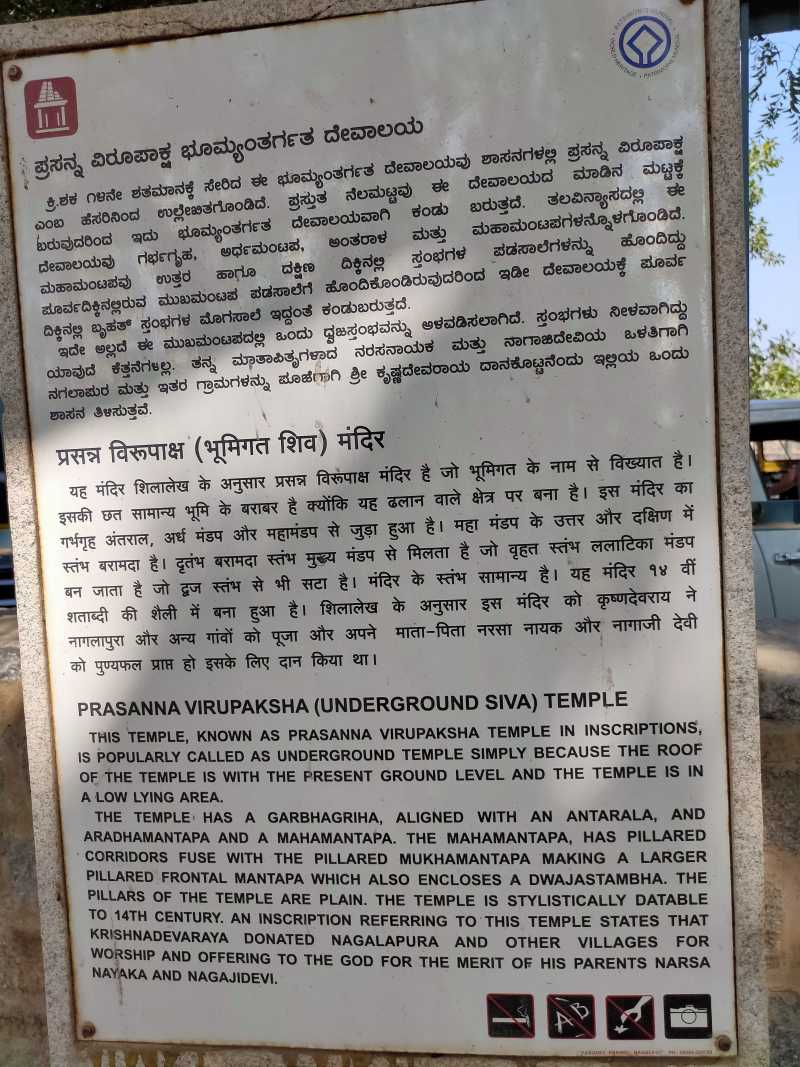 ಪ್ರಸನ್ನ ವಿರೂಪಾಕ್ಷ ಭೂಮ್ಯಂತರ್ಗತ ದೇವಾಲಯ
ಕ್ರಿ.ಶಕ ೧೪ನೇ ಶತಮಾನಕ್ಕೆ ಸೇರಿದ ಈ ಭೂಮ್ಯಂತರ್ಗತ ದೇವಾಲಯವು ಶಾಸನಗಳಲ್ಲಿ ಪ್ರಸನ್ನ ವಿರೂಪಾಕ್ಷ
ಎಂಬ ಹೆಸರಿನಿಂದ ಉಲ್ಲೇಖಿತಗೊಂಡಿದೆ. ಪ್ರಸ್ತುತ ನೆಲಮಟ್ಟವು ಈ ದೇವಾಲಯದ ಮಾಡಿನ ಮಟ್ಟಕ್ಕೆ
ಬರುವುದರಿಂದ ಇದು ಭೂಮ್ಯಂತರ್ಗತ ದೇವಾಲಯವಾಗಿ ಕಂಡು ಬರುತ್ತದೆ. ತಲವಿನ್ಯಾಸದಲ್ಲಿ ಈ
ದೇವಾಲಯವು ಗರ್ಭಗೃಹ, ಅರ್ಧಮಂಟಪ, ಅಂತರಾಳ ಮತ್ತು ಮಹಾಮಂಟಪಗಳನ್ನೊಳಗೊಂಡಿದೆ.
ಮಹಾಮಂಟಪವು ಉತ್ತರ ಹಾಗೂ ದಕ್ಷಿಣ ದಿಕ್ಕಿನಲ್ಲಿ ಸ್ತಂಭಗಳ ಪಡಸಾಲೆಗಳನ್ನು ಹೊಂದಿದ್ದು
ಪೂರ್ವದಿಕ್ಕಿನಲ್ಲಿರುವ ಮುಖಮಂಟಪ ಪಡಸಾಲೆಗೆ ಹೊಂದಿಕೊಂಡಿರುವುದರಿಂದ ಇಡೀ ದೇವಾಲಯಕ್ಕೆ ಪೂರ್ವ
ದಿಕ್ಕಿನಲ್ಲಿ ಬೃಹತ್ ಸ್ತಂಭಗಳ ಮೊಗಸಾಲೆ ಇದ್ದಂತೆ ಕಂಡುಬರುತ್ತದೆ.
ಇದೇ ಅಲ್ಲದೆ ಈ ಮುಖಮಂಟಪದಲ್ಲಿ ಒಂದು ಧ್ವಜಸ್ತಂಭವನ್ನು ಅಳವಡಿಸಲಾಗಿದೆ. ಸ್ತಂಭಗಳು ನೀಳವಾಗಿದ್ದು
ಯಾವುದೆ ಕೆತ್ತನೆಗಳಿಲ್ಲ. ತನ್ನ ಮಾತಾಪಿತೃಗಳಾದ ನರಸನಾಯಕ ಮತ್ತು ನಾಗಾಜಿದೇವಿಯ ಒಳತಿಗಾಗಿ
ನಗಲಾಪುರ ಮತ್ತು ಇತರ ಗ್ರಾಮಗಳನ್ನು ಪೂಜೆಗಾಗಿ ಶ್ರೀ ಕೃಷ್ಣದೇವರಾಯ ದಾನಕೊಟ್ಟನೆಂದು ಇಲ್ಲಿಯ ಒಂದು
ಶಾಸನ ತಿಳಿಸುತ್ತವೆ.
प्रसन्न विरूपाक्ष (भूमिगत शिव) मंदिर
यह मंदिर शिलालेख के अनुसार प्रसन्न विरूपाक्ष मंदिर है जो भूमिगत के नाम से विख्यात है।
इसकी छत सामान्य भूमि के बराबर है क्योंकि यह ढलान वाले क्षेत्र पर बना है। इस मंदिर का
गर्भगृह अंतराल, अर्ध मंडप और महामंडप से जुड़ा हुआ है। महा मंडप के उत्तर और दक्षिण में
स्तंभ बरामदा है। दृतंभ बरामदा स्तंभ मुख्य मंडप से मिलता है जो वृहत स्तंभ ललाटिका मंडप
बन जाता है जो द्वज स्तंभ से भी सटा है। मंदिर के स्तंभ सामान्य है। यह मंदिर १४ वीं
शताब्दी की शैली में बना हुआ है। शिलालेख के अनुसार इस मंदिर को कृष्णदेवराय ने
नागलापुरा और अन्य गांवों को पूजा और अपने माता-पिता नरसा नायक और नागाजी देवी
को पुण्यफल प्राप्त हो इसके लिए दान किया था।
PRASANNA VIRUPAKSHA (UNDERGROUND SIVA) TEMPLE
THIS TEMPLE, KNOWN AS PRASANNA VIRUPAKSHA TEMPLE IN INSCRIPTIONS,
IS POPULARLY CALLED AS UNDERGROUND TEMPLE SIMPLY BECAUSE THE ROOF
OF THE TEMPLE IS WITH THE PRESENT GROUND LEVEL AND THE TEMPLE IS IN
A LOW LYING AREA.
THE TEMPLE HAS A GARBHAGRIHA, ALIGNED WITH AN ANTARALA, AND
ARADHAMANTAPA AND A MAHAMANTAPA. THE MAHAMANTAPA, HAS PILLARED
CORRIDORS FUSE WITH THE PILLARED MUKHAMANTAPA MAKING A LARGER
PILLARED FRONTAL MANTAPA WHICH ALSO ENCLOSES A DWAJASTAMBHA. THE
PILLARS OF THE TEMPLE ARE PLAIN. THE TEMPLE IS STYLISTICALLY DATABLE
TO 14TH CENTURY. AN INSCRIPTION REFERRING TO THIS TEMPLE STATES THAT
KRISHNADEVARAYA DONATED NAGALAPURA AND OTHER VILLAGES FOR
WORSHIP AND OFFERING TO THE GOD FOR THE MERIT OF HIS PARENTS NARSA
NAYAKA AND NAGAJIDEVI.
AB